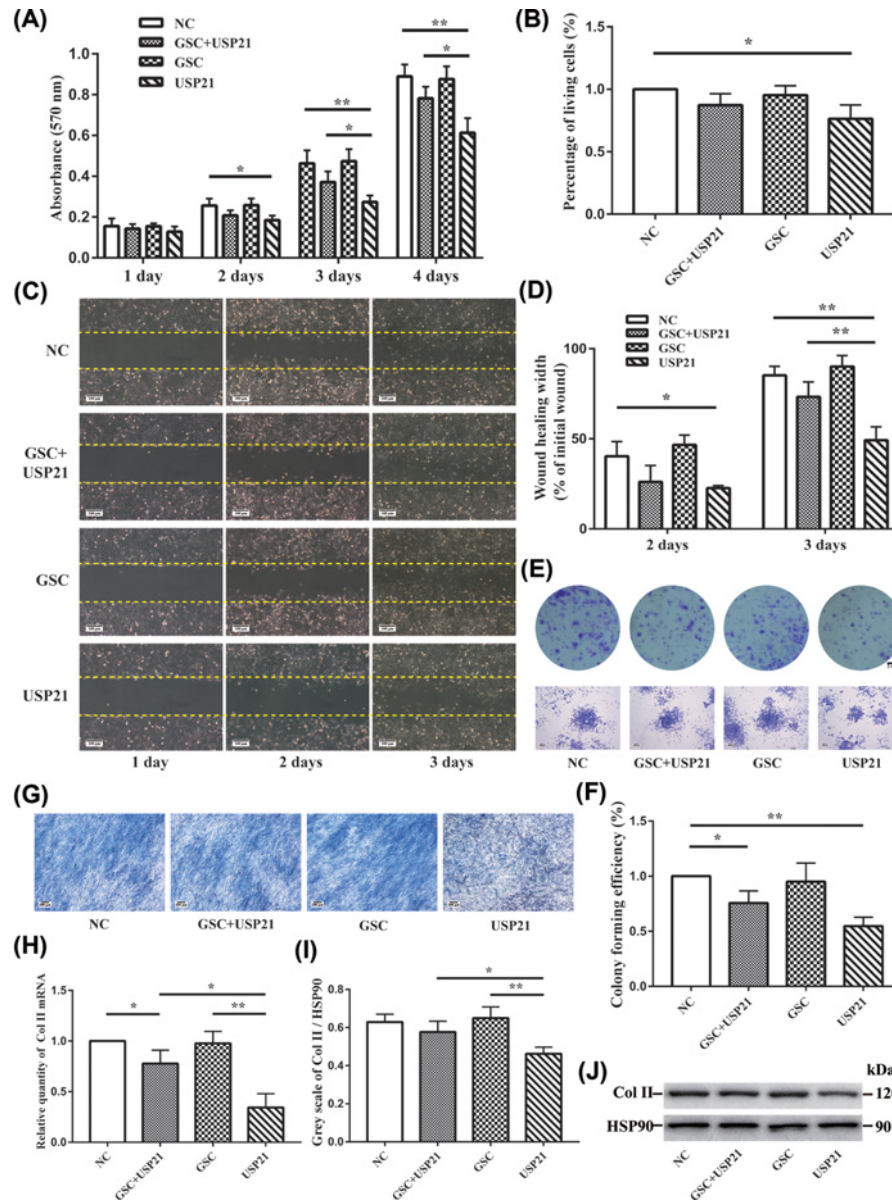 (A)
NC
GSC+USP21
GSC
USP21
Absorbance (570 nm)
1.0
0.8
0.6
0.4
0.2
0.0
*
**
*
**
*
1 day
2 days
3 days
4 days
(B)
Percentage of living cells (%)
1.5
1.0
0.5
0.0
*
NC
GSC+USP21
GSC
USP21
(C)
NC
GSC+
USP21
GSC
USP21
1 day
2 days
3 days
(D)
NC
GSC+USP21
GSC
USP21
Wound healing width
(% of initial wound)
100
50
0
*
**
**
2 days
3 days
(E)
NC
GSC+USP21
GSC
USP21
(G)
NC
GSC+USP21
GSC
USP21
(F)
Colony forming efficiency (%)
1.5
1.0
0.5
0.0
*
**
NC
GSC+USP21
GSC
USP21
(H)
Relative quantity of Col II mRNA
1.5
1.0
0.5
0.0
*
*
**
NC
GSC+USP21
GSC
USP21
(I)
Grey scale of Col II / HSP90
0.8
0.6
0.4
0.2
0.0
*
**
NC
GSC+USP21
GSC
USP21
(J)
kDa
Col II
120
HSP90
90
NC
GSC+USP21
GSC
USP21